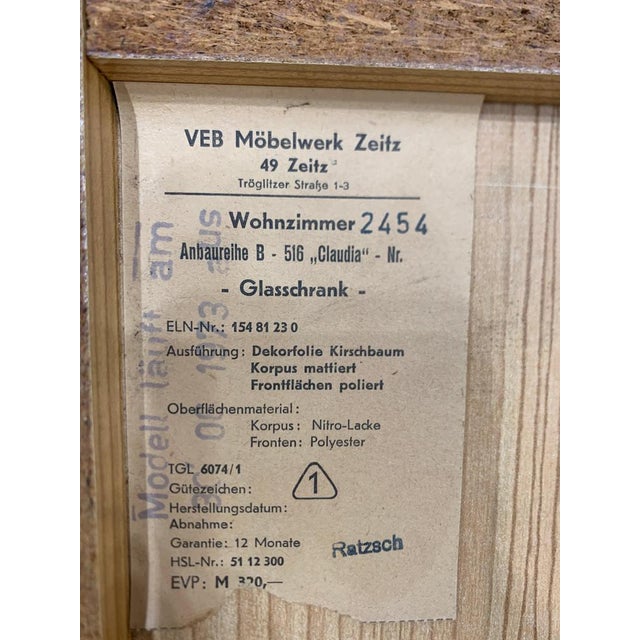 VEB Möbelwerk Zeitz
49 Zeitz
Tröglitzer Straße 1-3
Wohnzimmer 2454
Anbaureihe B - 516 „Claudia" - Nr.
- Glasschrank -
ELN-Nr.: 154 81 23 0
Ausführung: Dekorfolie Kirschbaum
Korpus mattiert
Frontflächen poliert
Oberflächenmaterial:
Korpus: Nitro-Lacke
Fronten: Polyester
TGL 6074/1
Gütezeichen: 1
Herstellungsdatum:
Abnahme:
Garantie: 12 Monate
Ratzsch
HSL-Nr.: 51 12 300
EVP: M 320,—
Modell läuft am
1973 aus